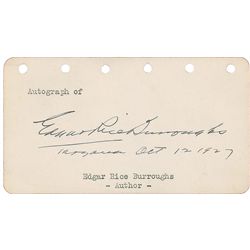 Autograph of
Edgar Rice Burroughs
Tarzana Oct 12 1927
Edgar Rice Burroughs
- Author -